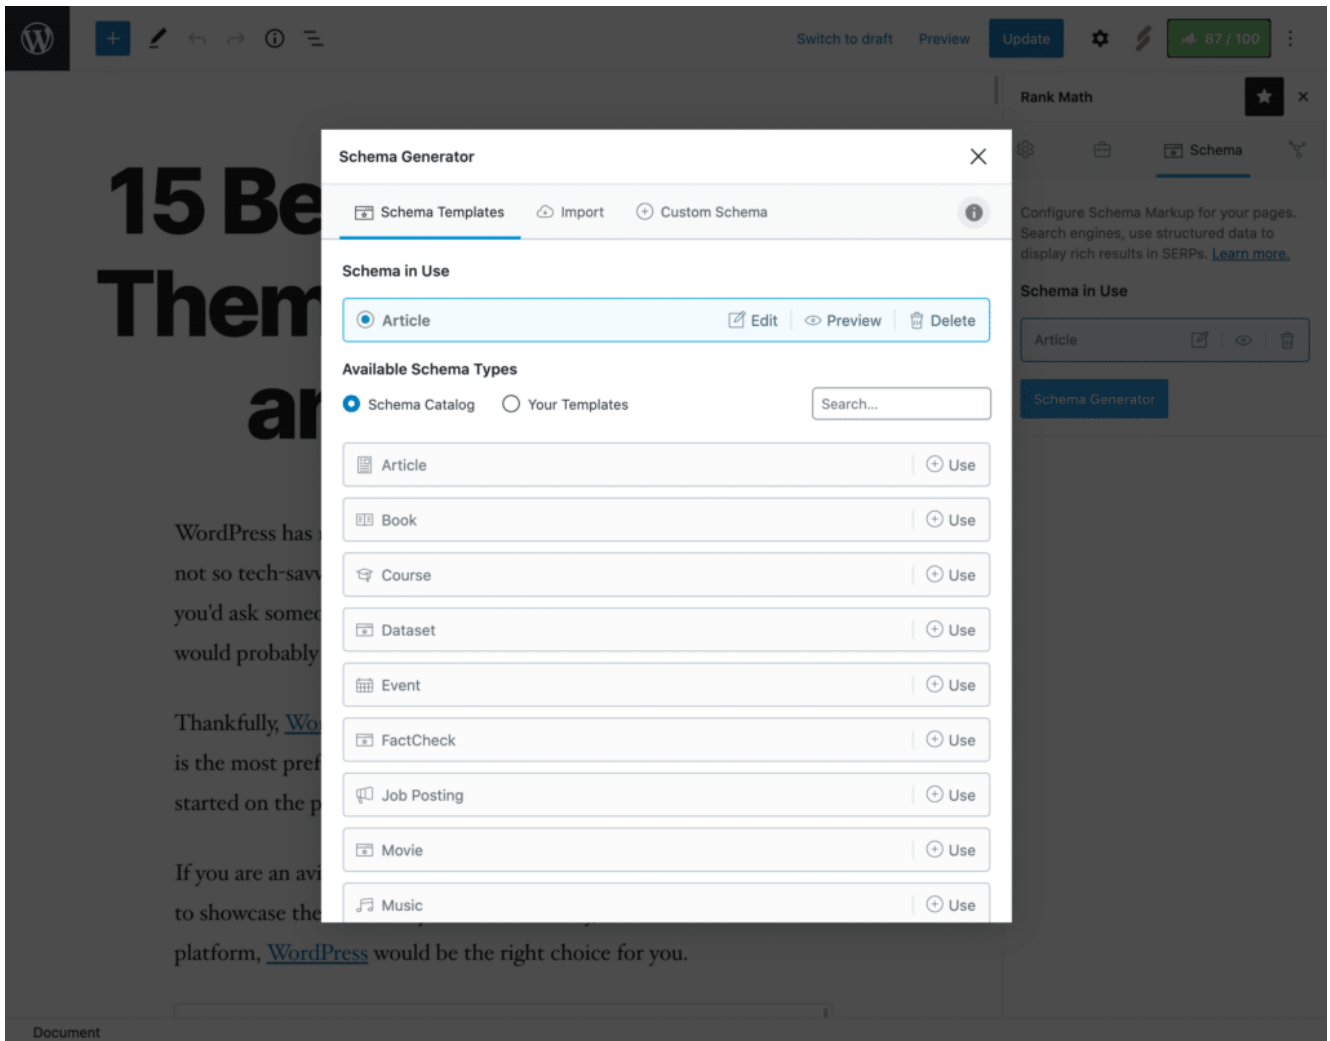 Switch to draft Preview Update 87 / 100
Rank Math
Schema
Configure Schema Markup for your pages.
Search engines, use structured data to
display rich results in SERPs. Learn more.
Schema in Use
Article
Schema Generator
15 Be
Them
WordPress has
not so tech-savv
you'd ask someo
would probably
Thankfully, Wo
is the most pref
started on the p
If you are an avi
to showcase the
platform, WordPress would be the right choice for you.
Document
Schema Generator
Schema Templates Import Custom Schema
Schema in Use
Article Edit Preview Delete
Available Schema Types
Schema Catalog Your Templates Search...
Article Use
Book Use
Course Use
Dataset Use
Event Use
FactCheck Use
Job Posting Use
Movie Use
Music Use